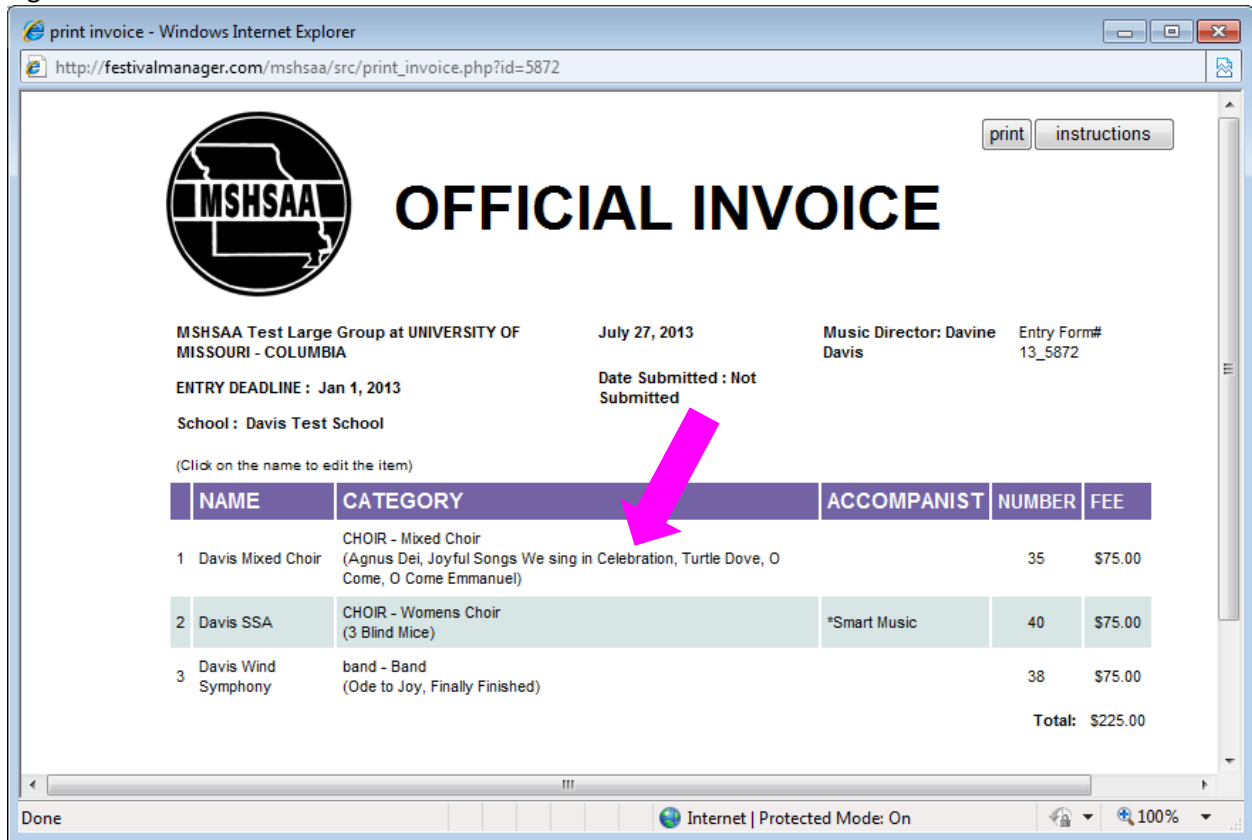 print invoice - Windows Internet Explorer
http://festivalmanager.com/mshsaa/src/print_invoice.php?id=5872
print instructions
MSHSAA
OFFICIAL INVOICE
MSHSAA Test Large Group at UNIVERSITY OF
MISSOURI - COLUMBIA
ENTRY DEADLINE : Jan 1, 2013
School : Davis Test School
July 27, 2013
Date Submitted : Not
Submitted
Music Director: Davine
Davis
Entry Form#
13_5872
(Click on the name to edit the item)
NAME CATEGORY ACCOMPANIST NUMBER FEE
1 Davis Mixed Choir CHOIR - Mixed Choir
(Agnus Dei, Joyful Songs We sing in Celebration, Turtle Dove, O
Come, O Come Emmanuel) 35 $75.00
2 Davis SSA CHOIR - Womens Choir
(3 Blind Mice) *Smart Music 40 $75.00
3 Davis Wind
Symphony band - Band
(Ode to Joy, Finally Finished) 38 $75.00
Total: $225.00
Done Internet | Protected Mode: On 100%